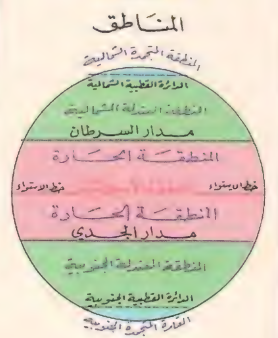 المناطق
المنطقة المتجمدة الشمالية
الدائرة القطبية الشمالية
المنطقة المعتدلة الشمالية
مدار السرطان
المنطقة الحارة
خط الاستواء
خط الاستواء
المنطقة الحارة
مدار الجدي
المنطقة المعتدلة الجنوبية
الدائرة القطبية الجنوبية
القارة المتجمدة الجنوبية